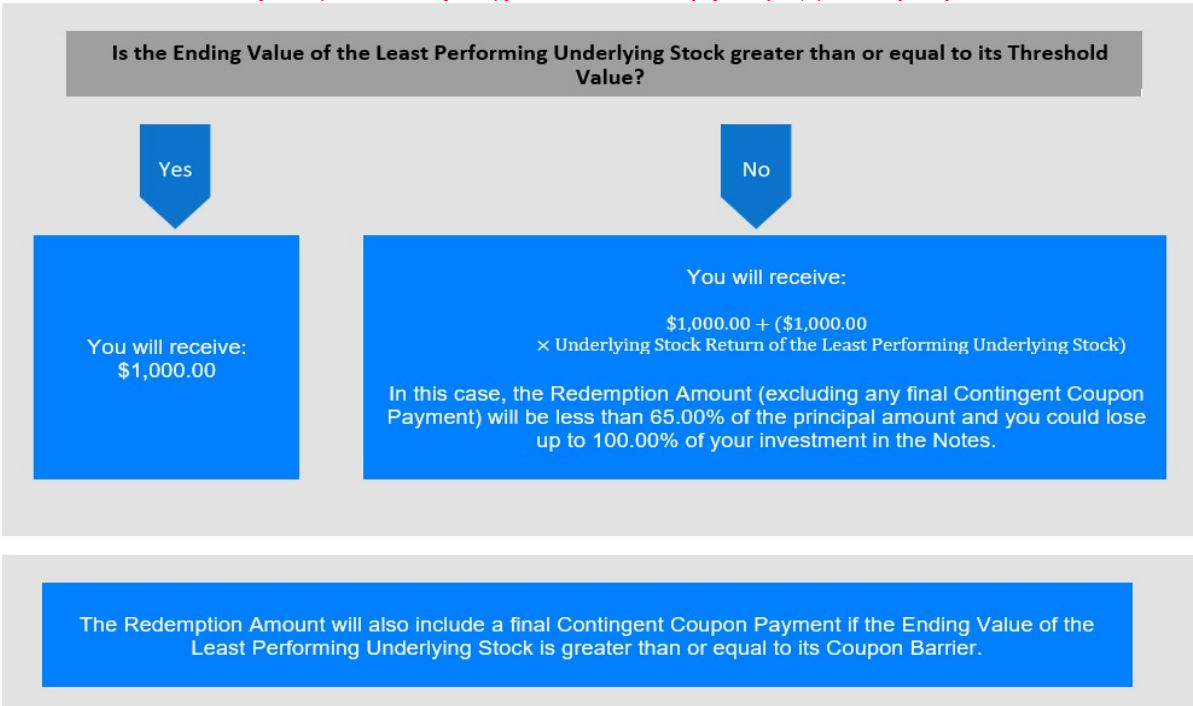 Is the Ending Value of the Least Performing Underlying Stock greater than or equal to its Threshold
Value?
Yes
No
You will receive:
$1,000.00
You will receive:
$1,000.00 + ($1,000.00
× Underlying Stock Return of the Least Performing Underlying Stock)
In this case, the Redemption Amount (excluding any final Contingent Coupon
Payment) will be less than 65.00% of the principal amount and you could lose
up to 100.00% of your investment in the Notes.
The Redemption Amount will also include a final Contingent Coupon Payment if the Ending Value of the
Least Performing Underlying Stock is greater than or equal to its Coupon Barrier.